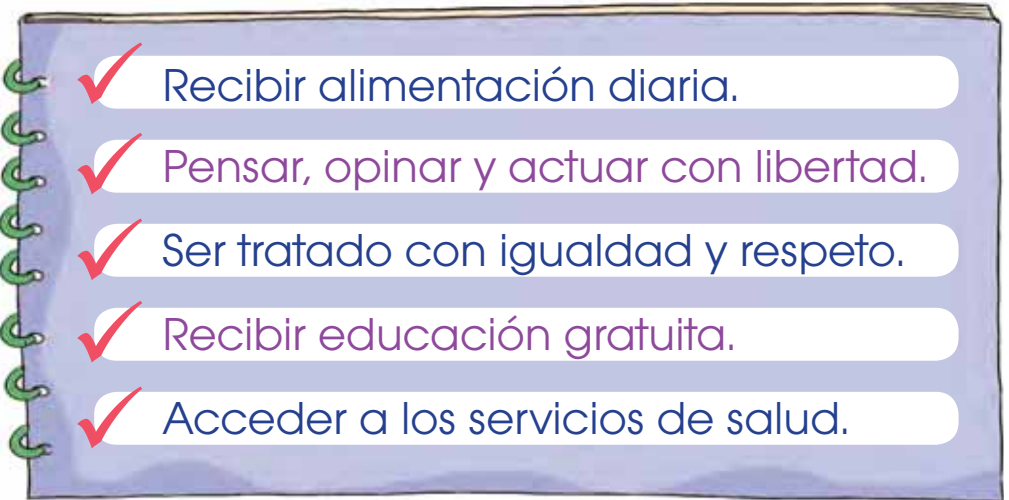 Recibir alimentación diaria.
Pensar, opinar y actuar con libertad.
Ser tratado con igualdad y respeto.
Recibir educación gratuita.
Acceder a los servicios de salud.